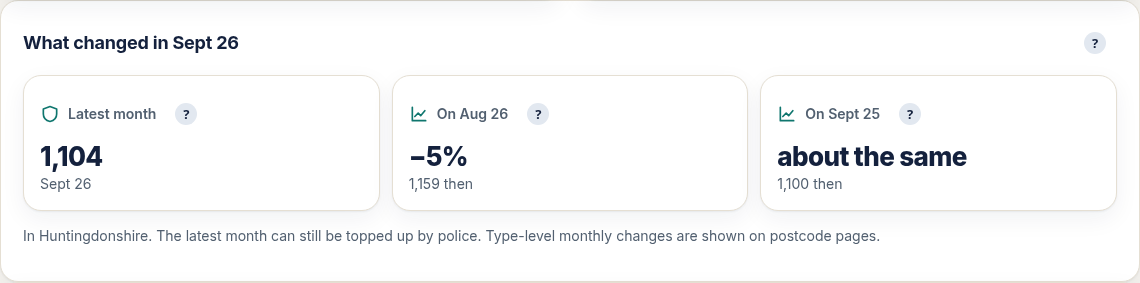 What changed in Sept 26
?
Latest month ?
1,104
Sept 26
On Aug 26 ?
−5%
1,159 then
On Sept 25 ?
about the same
1,100 then
In Huntingdonshire. The latest month can still be topped up by police. Type-level monthly changes are shown on postcode pages.